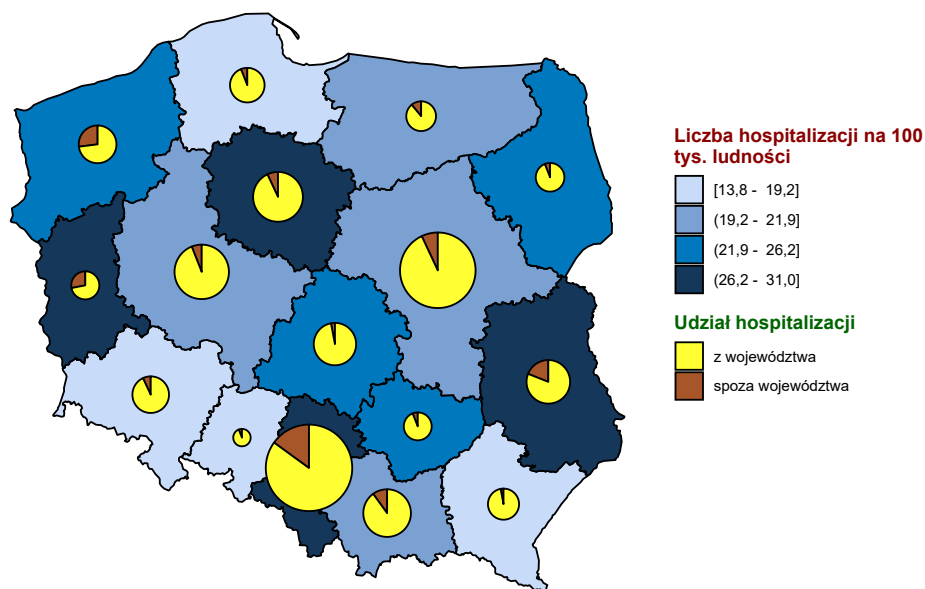 Liczba hospitalizacji na 100
tys. ludności
[13,8 - 19,2]
(19,2 - 21,9]
(21,9 - 26,2]
(26,2 - 31,0]
Udział hospitalizacji
z województwa
spoza województwa